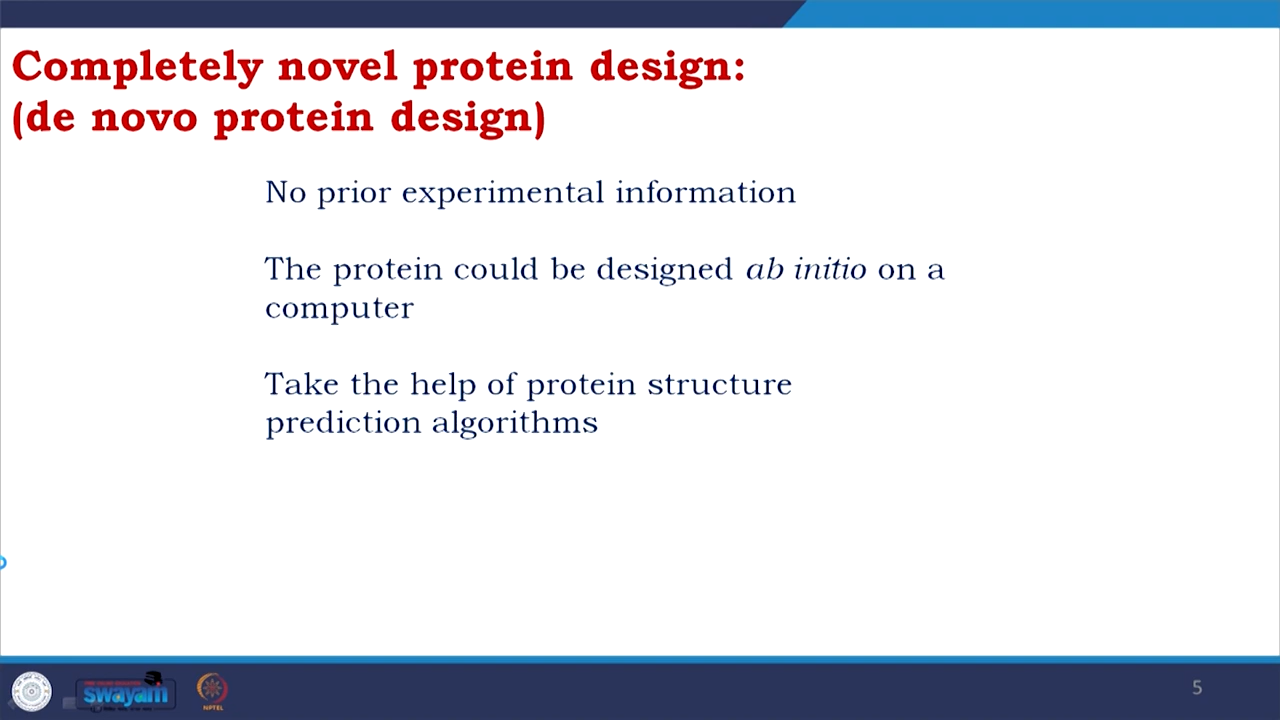 Completely novel protein design:
(de novo protein design)
No prior experimental information
The protein could be designed ab initio on a
computer
Take the help of protein structure
prediction algorithms
swayam
NPTEL
5